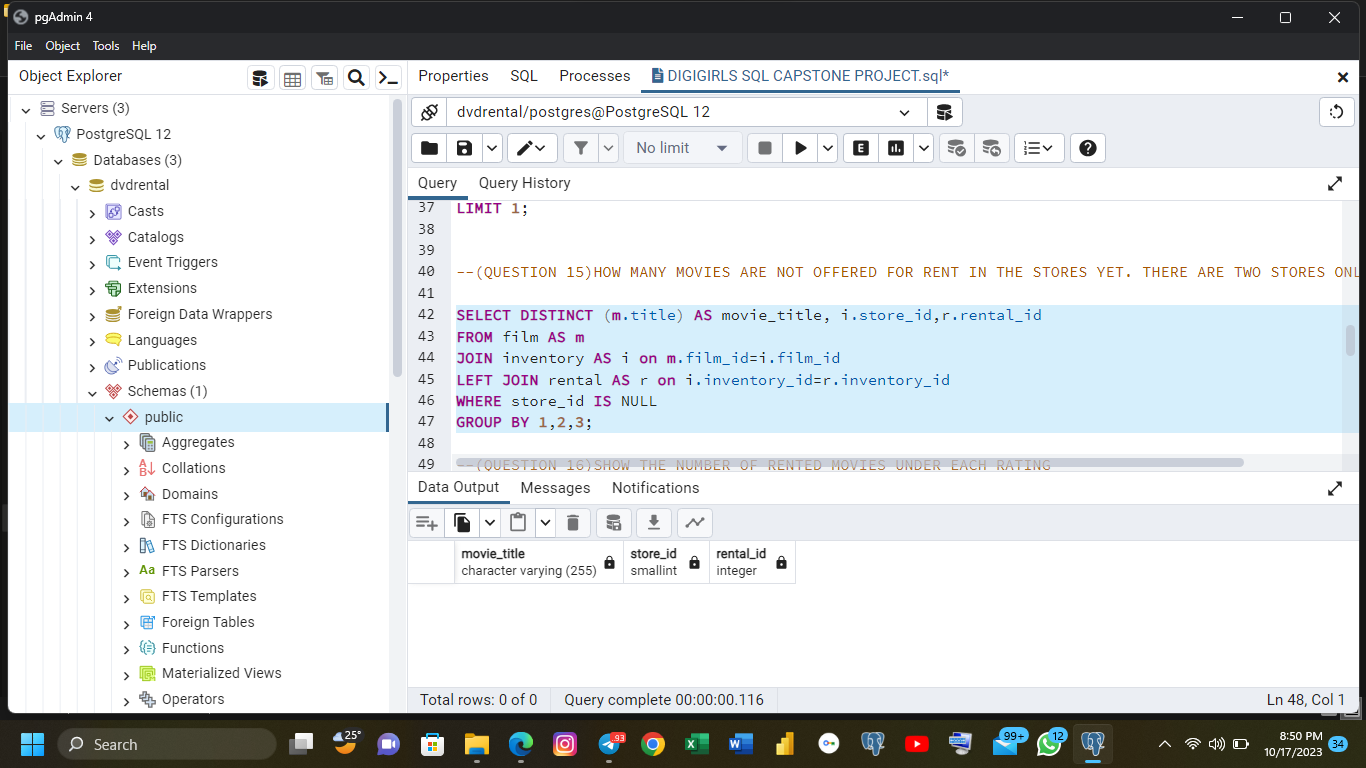 pgAdmin 4
File Object Tools Help
Object Explorer
Properties SQL Processes DIGIGIRLS SQL CAPSTONE PROJECT.sql*
Servers (3)
PostgreSQL 12
Databases (3)
dvdrental
Casts
Catalogs
Event Triggers
Extensions
Foreign Data Wrappers
Languages
Publications
Schemas (1)
public
Aggregates
Collations
Domains
FTS Configurations
FTS Dictionaries
Aa FTS Parsers
FTS Templates
Foreign Tables
Functions
Materialized Views
Operators
dvdrental/postgres@PostgreSQL 12
No limit
E
Query Query History
37 LIMIT 1;
38
39
40 --(QUESTION 15)HOW MANY MOVIES ARE NOT OFFERED FOR RENT IN THE STORES YET. THERE ARE TWO STORES ONL
41
42 SELECT DISTINCT (m.title) AS movie_title, i.store_id,r.rental_id
43 FROM film AS m
44 JOIN inventory AS i on m.film_id=i.film_id
45 LEFT JOIN rental AS r on i.inventory_id=r.inventory_id
46 WHERE store_id IS NULL
47 GROUP BY 1,2,3;
48
49 --(QUESTION 16)SHOW THE NUMBER OF RENTED MOVIES UNDER EACH RATING
Data Output Messages Notifications
movie_title store_id rental_id
character varying (255) smallint integer
Total rows: 0 of 0 Query complete 00:00:00.116 Ln 48, Col 1
Search
25°
93
99+
12
8:50 PM
10/17/2023
34